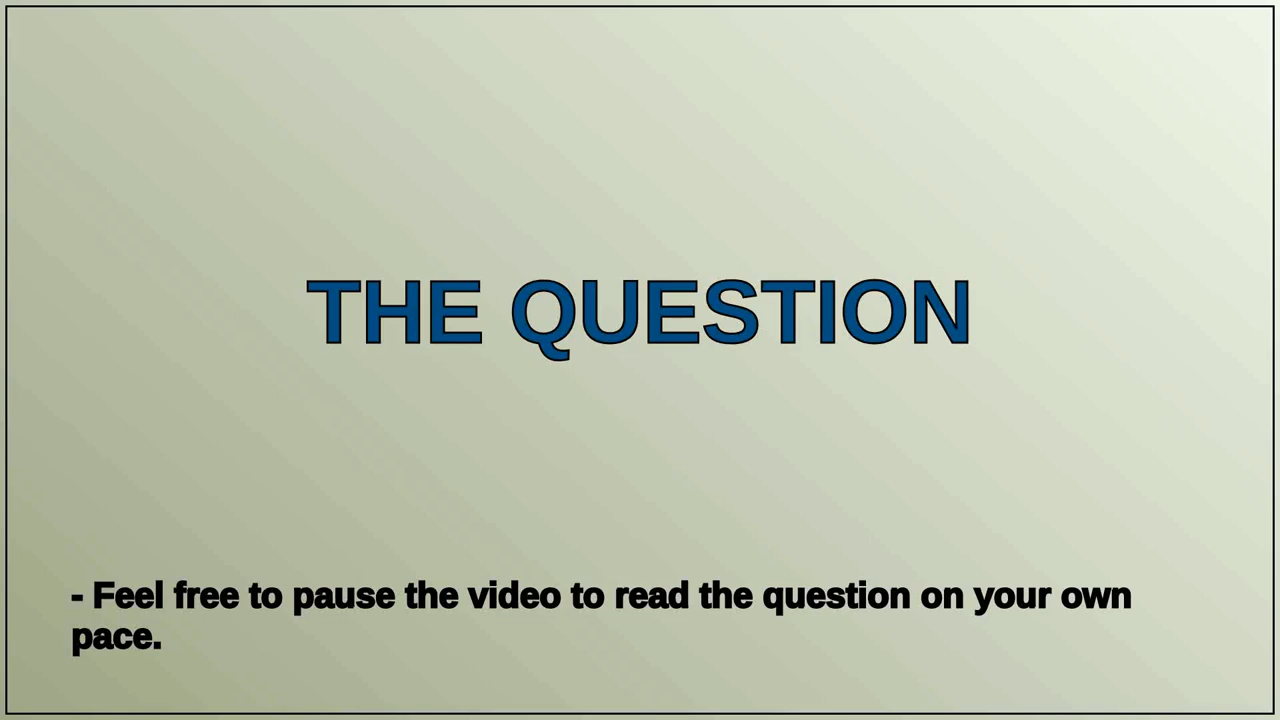 THE QUESTION
- Feel free to pause the video to read the question on your own
pace.